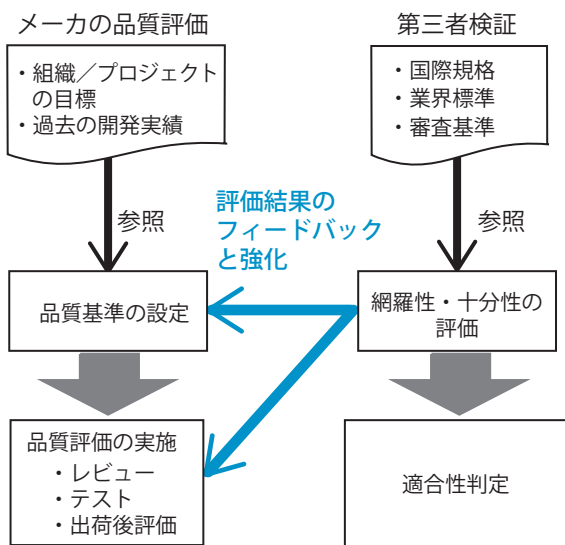 メーカの品質評価
・組織／プロジェクト
の目標
・過去の開発実績
参照
品質基準の設定
品質評価の実施
・レビュー
・テスト
・出荷後評価
評価結果の
フィードバック
と強化
第三者検証
・国際規格
・業界標準
・審査基準
参照
網羅性・十分性の
評価
適合性判定